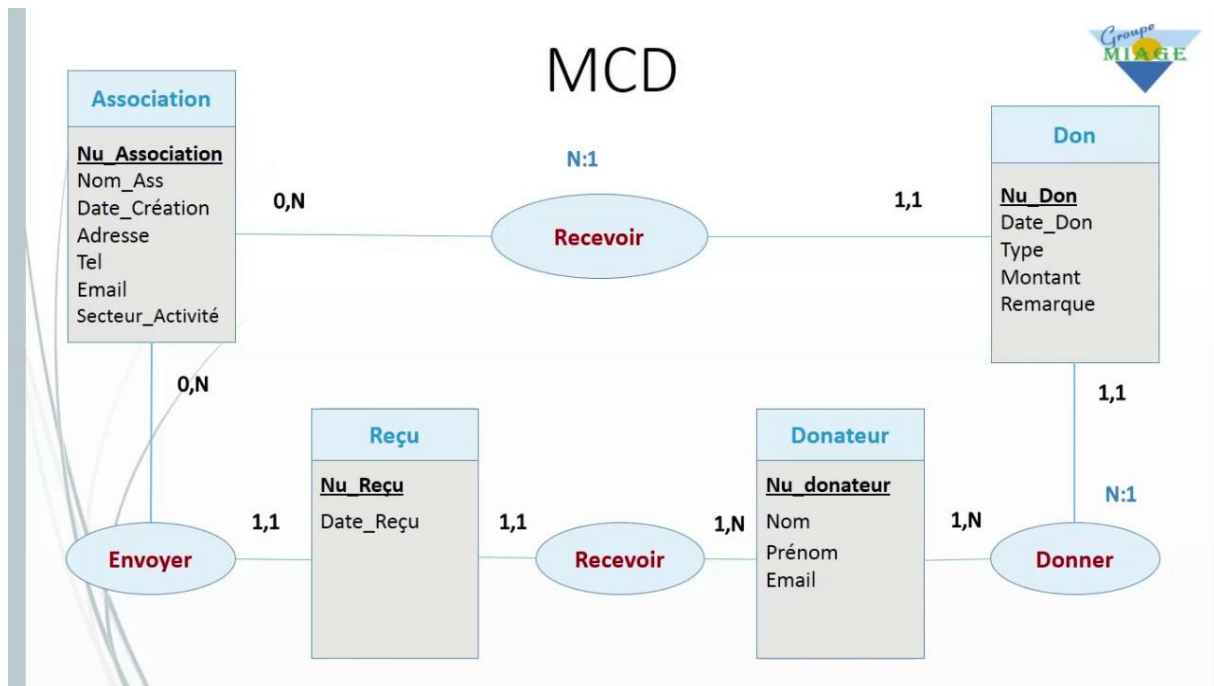 MCD
Groupe
MIAGE
Association
Nu_Association
Nom_Ass
Date_Création
Adresse
Tel
Email
Secteur_Activité
0,N
N:1
Recevoir
1,1
Don
Nu_Don
Date_Don
Type
Montant
Remarque
0,N
1,1
Reçu
Nu_Reçu
Date_Reçu
Donateur
Nu_donateur
Nom
Prénom
Email
N:1
Envoyer
1,1
1,1
Recevoir
1,N
1,N
Donner